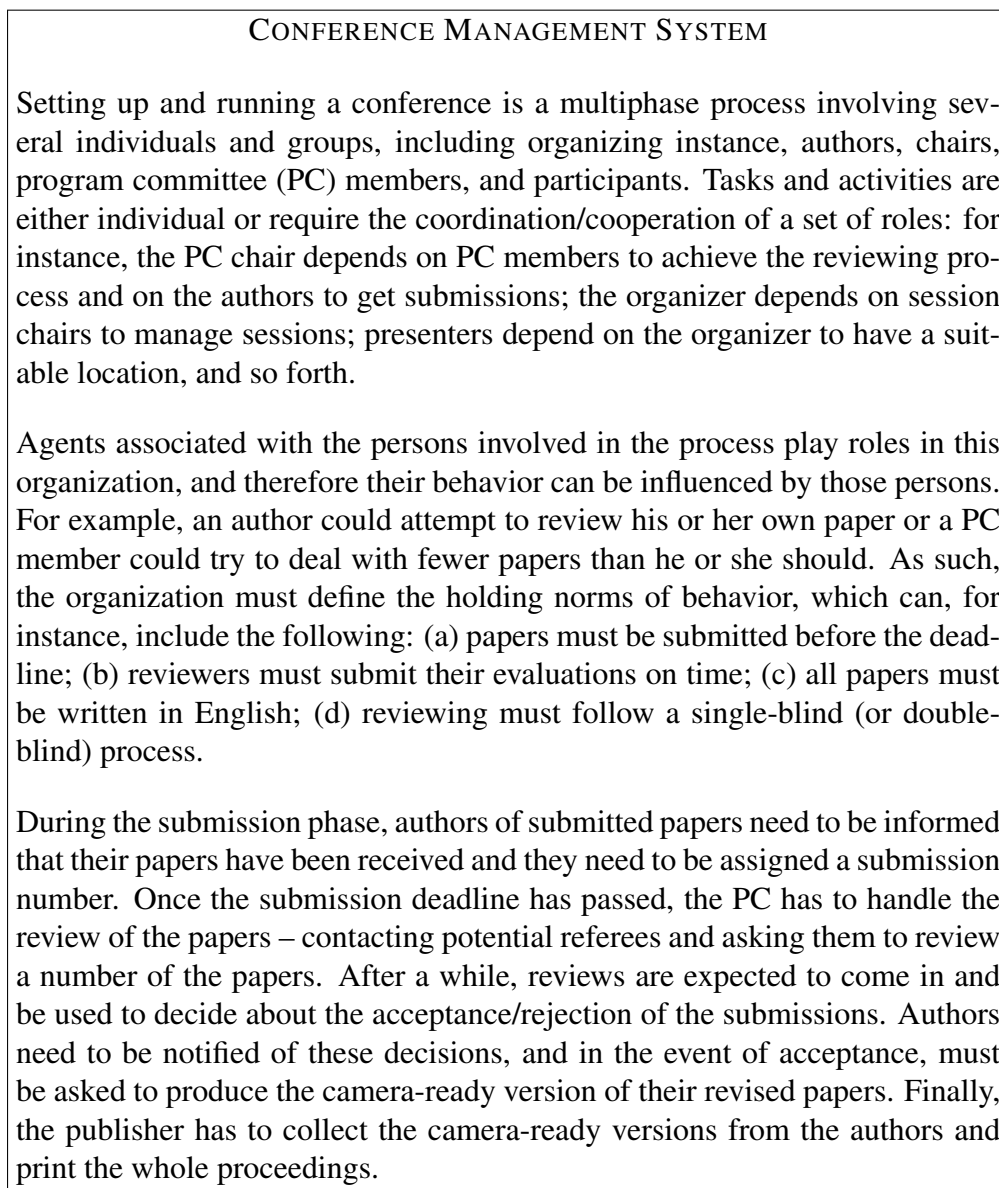 CONFERENCE MANAGEMENT SYSTEM
Setting up and running a conference is a multiphase process involving sev-
eral individuals and groups, including organizing instance, authors, chairs,
program committee (PC) members, and participants. Tasks and activities are
either individual or require the coordination/cooperation of a set of roles: for
instance, the PC chair depends on PC members to achieve the reviewing pro-
cess and on the authors to get submissions; the organizer depends on session
chairs to manage sessions; presenters depend on the organizer to have a suit-
able location, and so forth.
Agents associated with the persons involved in the process play roles in this
organization, and therefore their behavior can be influenced by those persons.
For example, an author could attempt to review his or her own paper or a PC
member could try to deal with fewer papers than he or she should. As such,
the organization must define the holding norms of behavior, which can, for
instance, include the following: (a) papers must be submitted before the dead-
line; (b) reviewers must submit their evaluations on time; (c) all papers must
be written in English; (d) reviewing must follow a single-blind (or double-
blind) process.
During the submission phase, authors of submitted papers need to be informed
that their papers have been received and they need to be assigned a submission
number. Once the submission deadline has passed, the PC has to handle the
review of the papers – contacting potential referees and asking them to review
a number of the papers. After a while, reviews are expected to come in and
be used to decide about the acceptance/rejection of the submissions. Authors
need to be notified of these decisions, and in the event of acceptance, must
be asked to produce the camera-ready version of their revised papers. Finally,
the publisher has to collect the camera-ready versions from the authors and
print the whole proceedings.